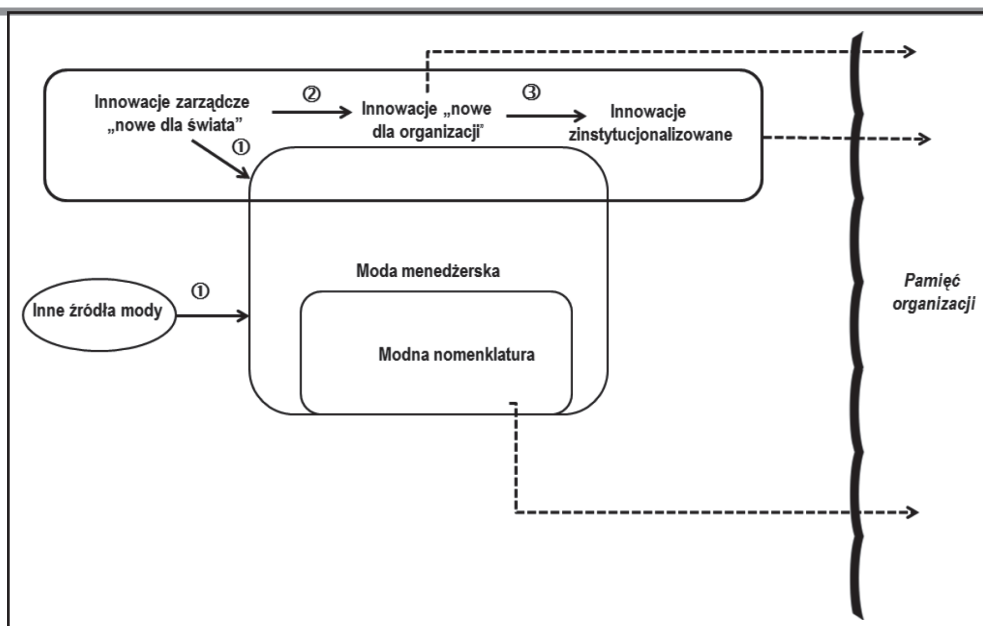 Innowacje zarządcze
„nowe dla świata”
②
Innowacje „nowe
dla organizacji”
③
Innowacje
zinstytucjonalizowane
①
Moda menedżerska
Inne źródła mody
①
Modna nomenklatura
Pamięć
organizacji